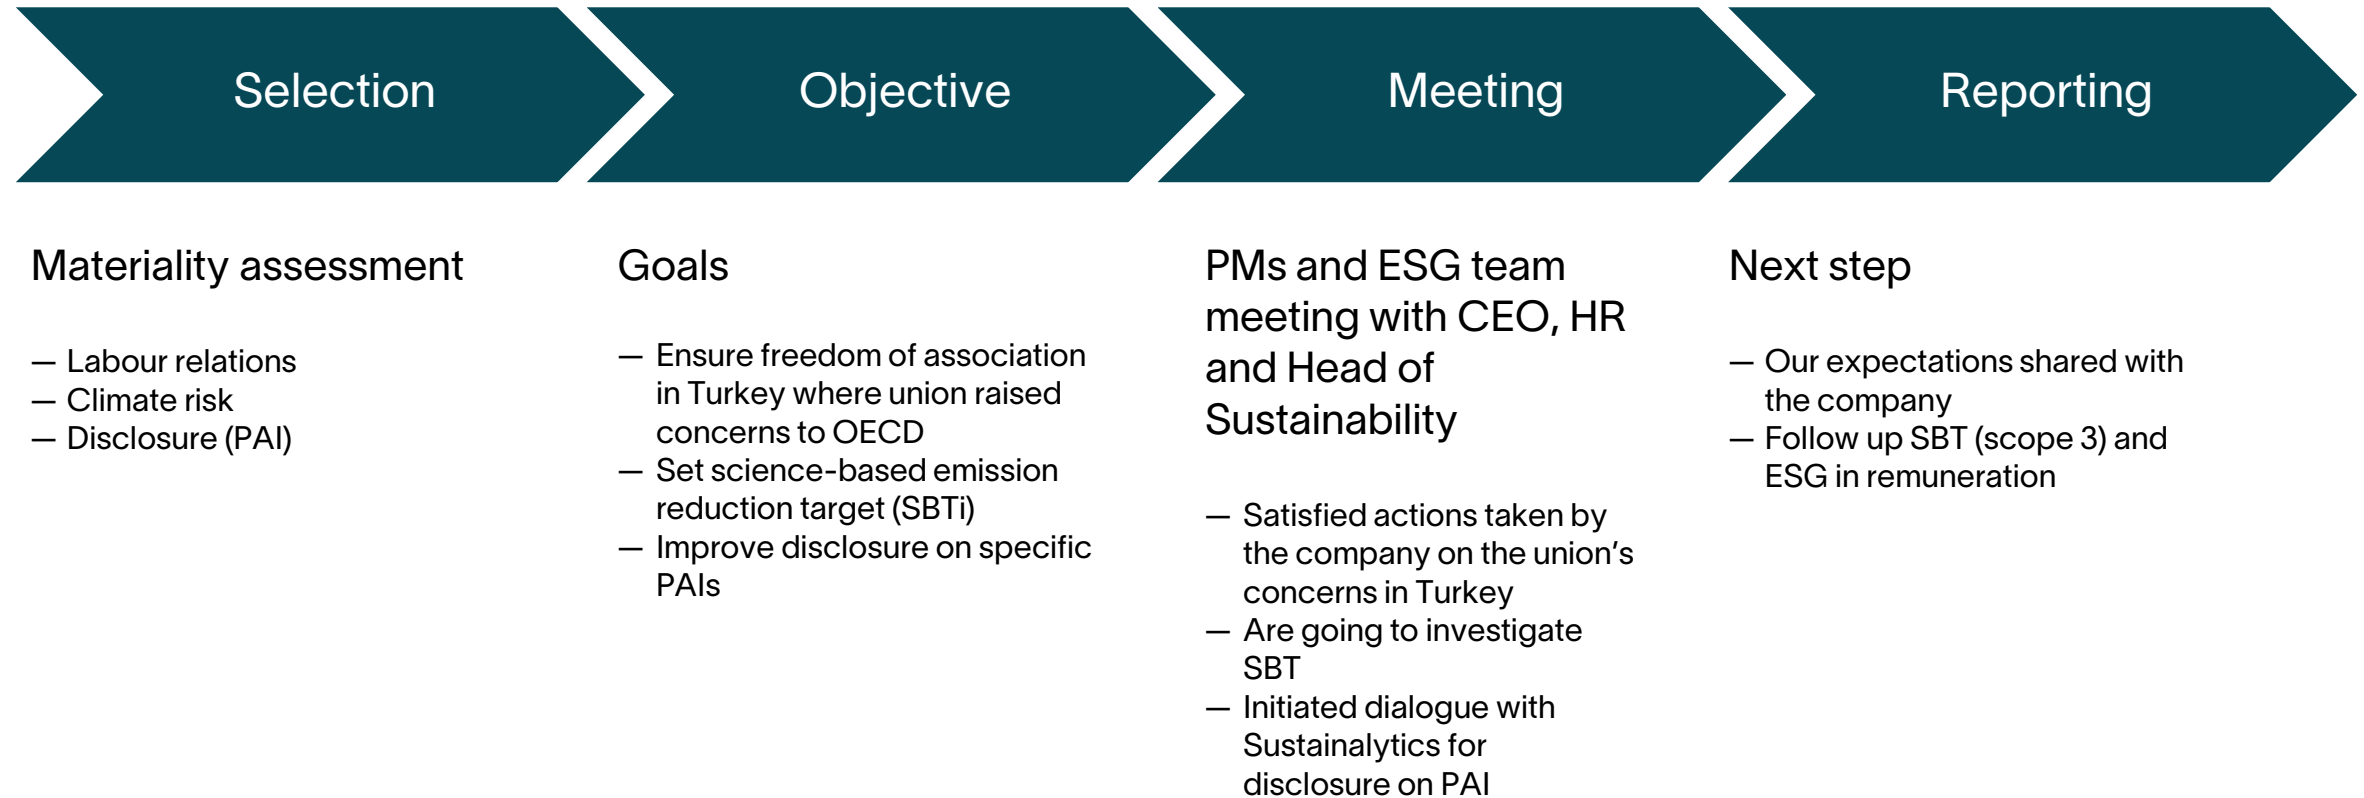 Selection
Objective
Meeting
Reporting
Materiality assessment
— Labour relations
— Climate risk
— Disclosure (PAI)
Goals
— Ensure freedom of association
in Turkey where union raised
concerns to OECD
— Set science-based emission
reduction target (SBTi)
— Improve disclosure on specific
PAIs
PMs and ESG team
meeting with CEO, HR
and Head of
Sustainability
— Satisfied actions taken by
the company on the union’s
concerns in Turkey
— Are going to investigate
SBT
— Initiated dialogue with
Sustainalytics for
disclosure on PAI
Next step
— Our expectations shared with
the company
— Follow up SBT (scope 3) and
ESG in remuneration